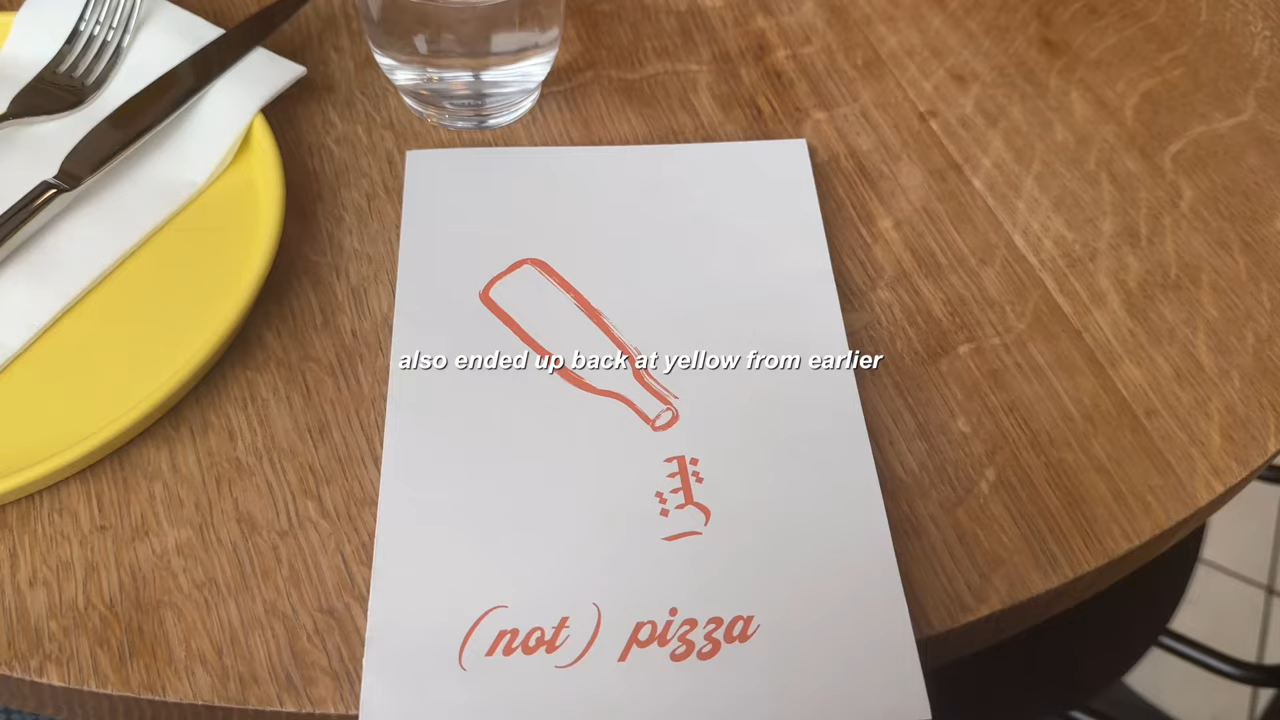 also ended up back at yellow from earlier
(not) pizza